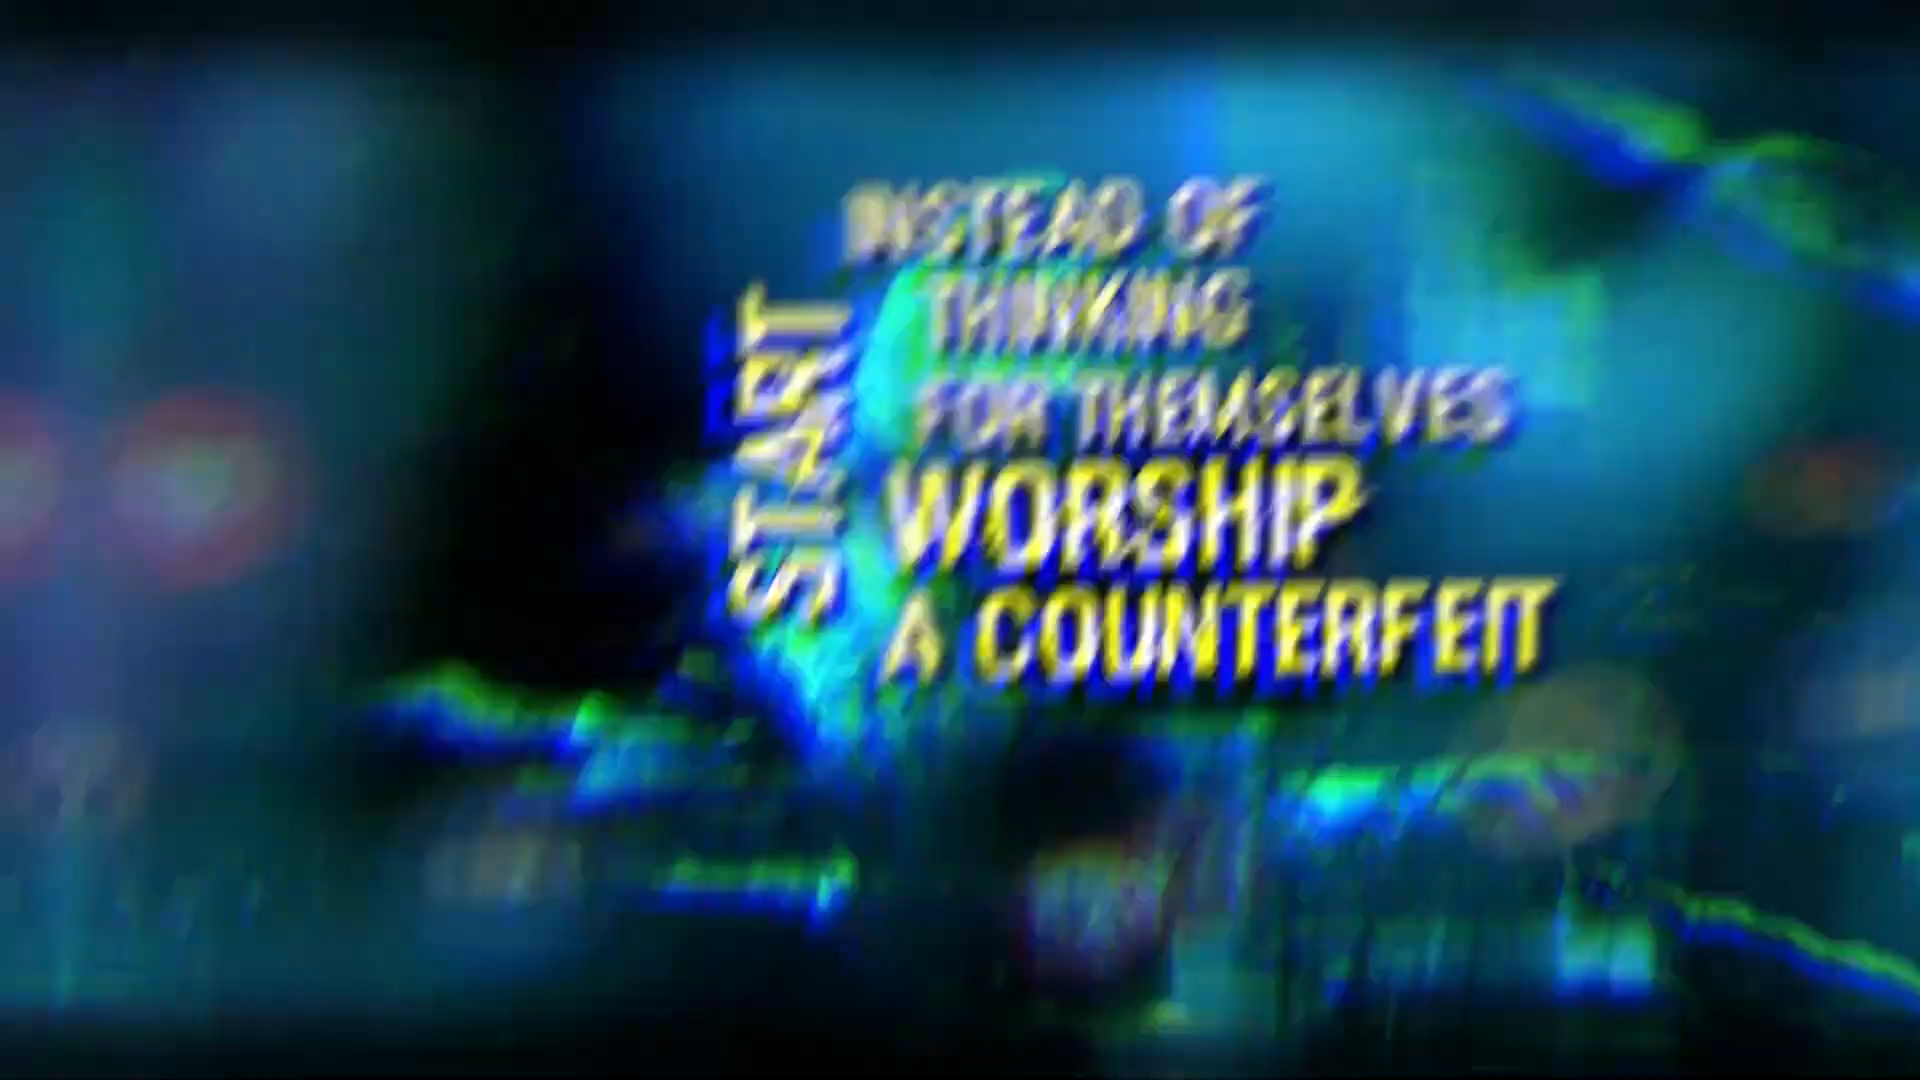 INSTEAD OF
THINKING
FOR THEMSELVES
START
WORSHIP
A COUNTERFEIT